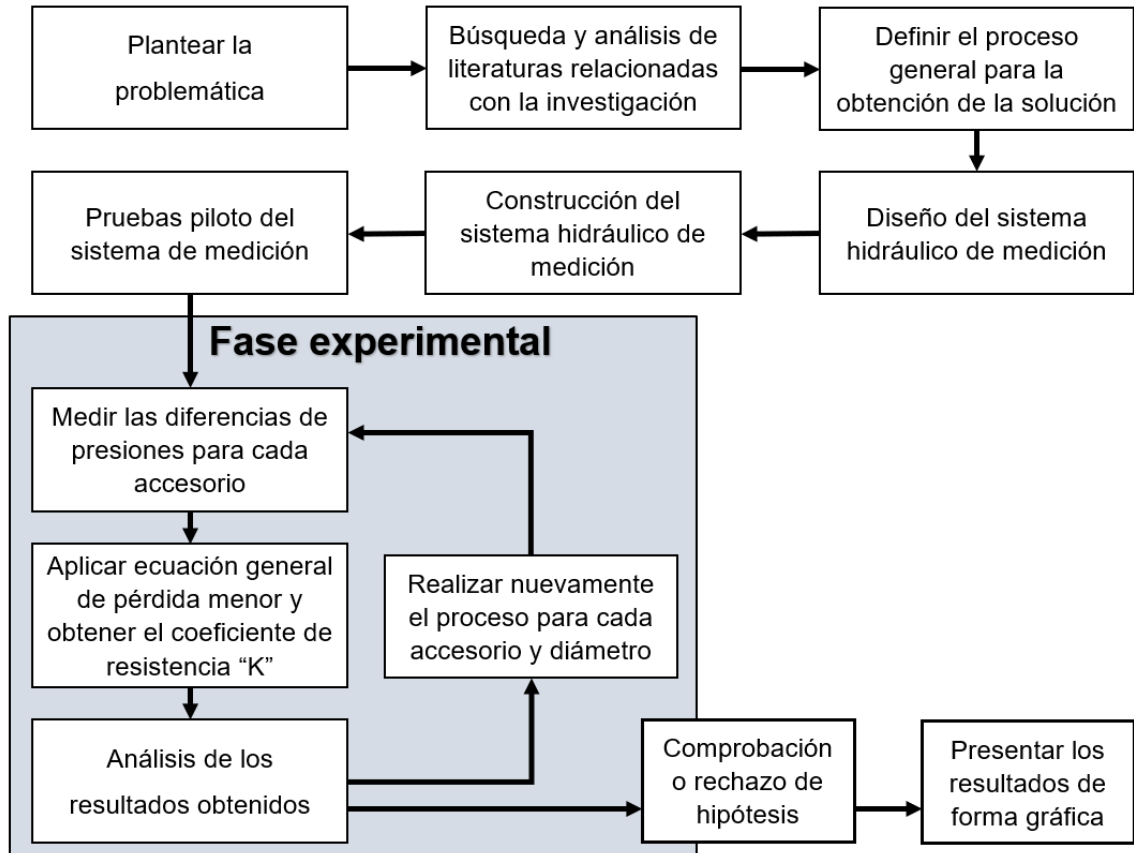 Plantear la
problemática
Búsqueda y análisis de
literaturas relacionadas
con la investigación
Definir el proceso
general para la
obtención de la solución
Diseño del sistema
hidráulico de medición
Construcción del
sistema hidráulico de
medición
Pruebas piloto del
sistema de medición
Fase experimental
Medir las diferencias de
presiones para cada
accesorio
Aplicar ecuación general
de pérdida menor y
obtener el coeficiente de
resistencia “K”
Análisis de los
resultados obtenidos
Realizar nuevamente
el proceso para cada
accesorio y diámetro
Comprobación
o rechazo de
hipótesis
Presentar los
resultados de
forma gráfica